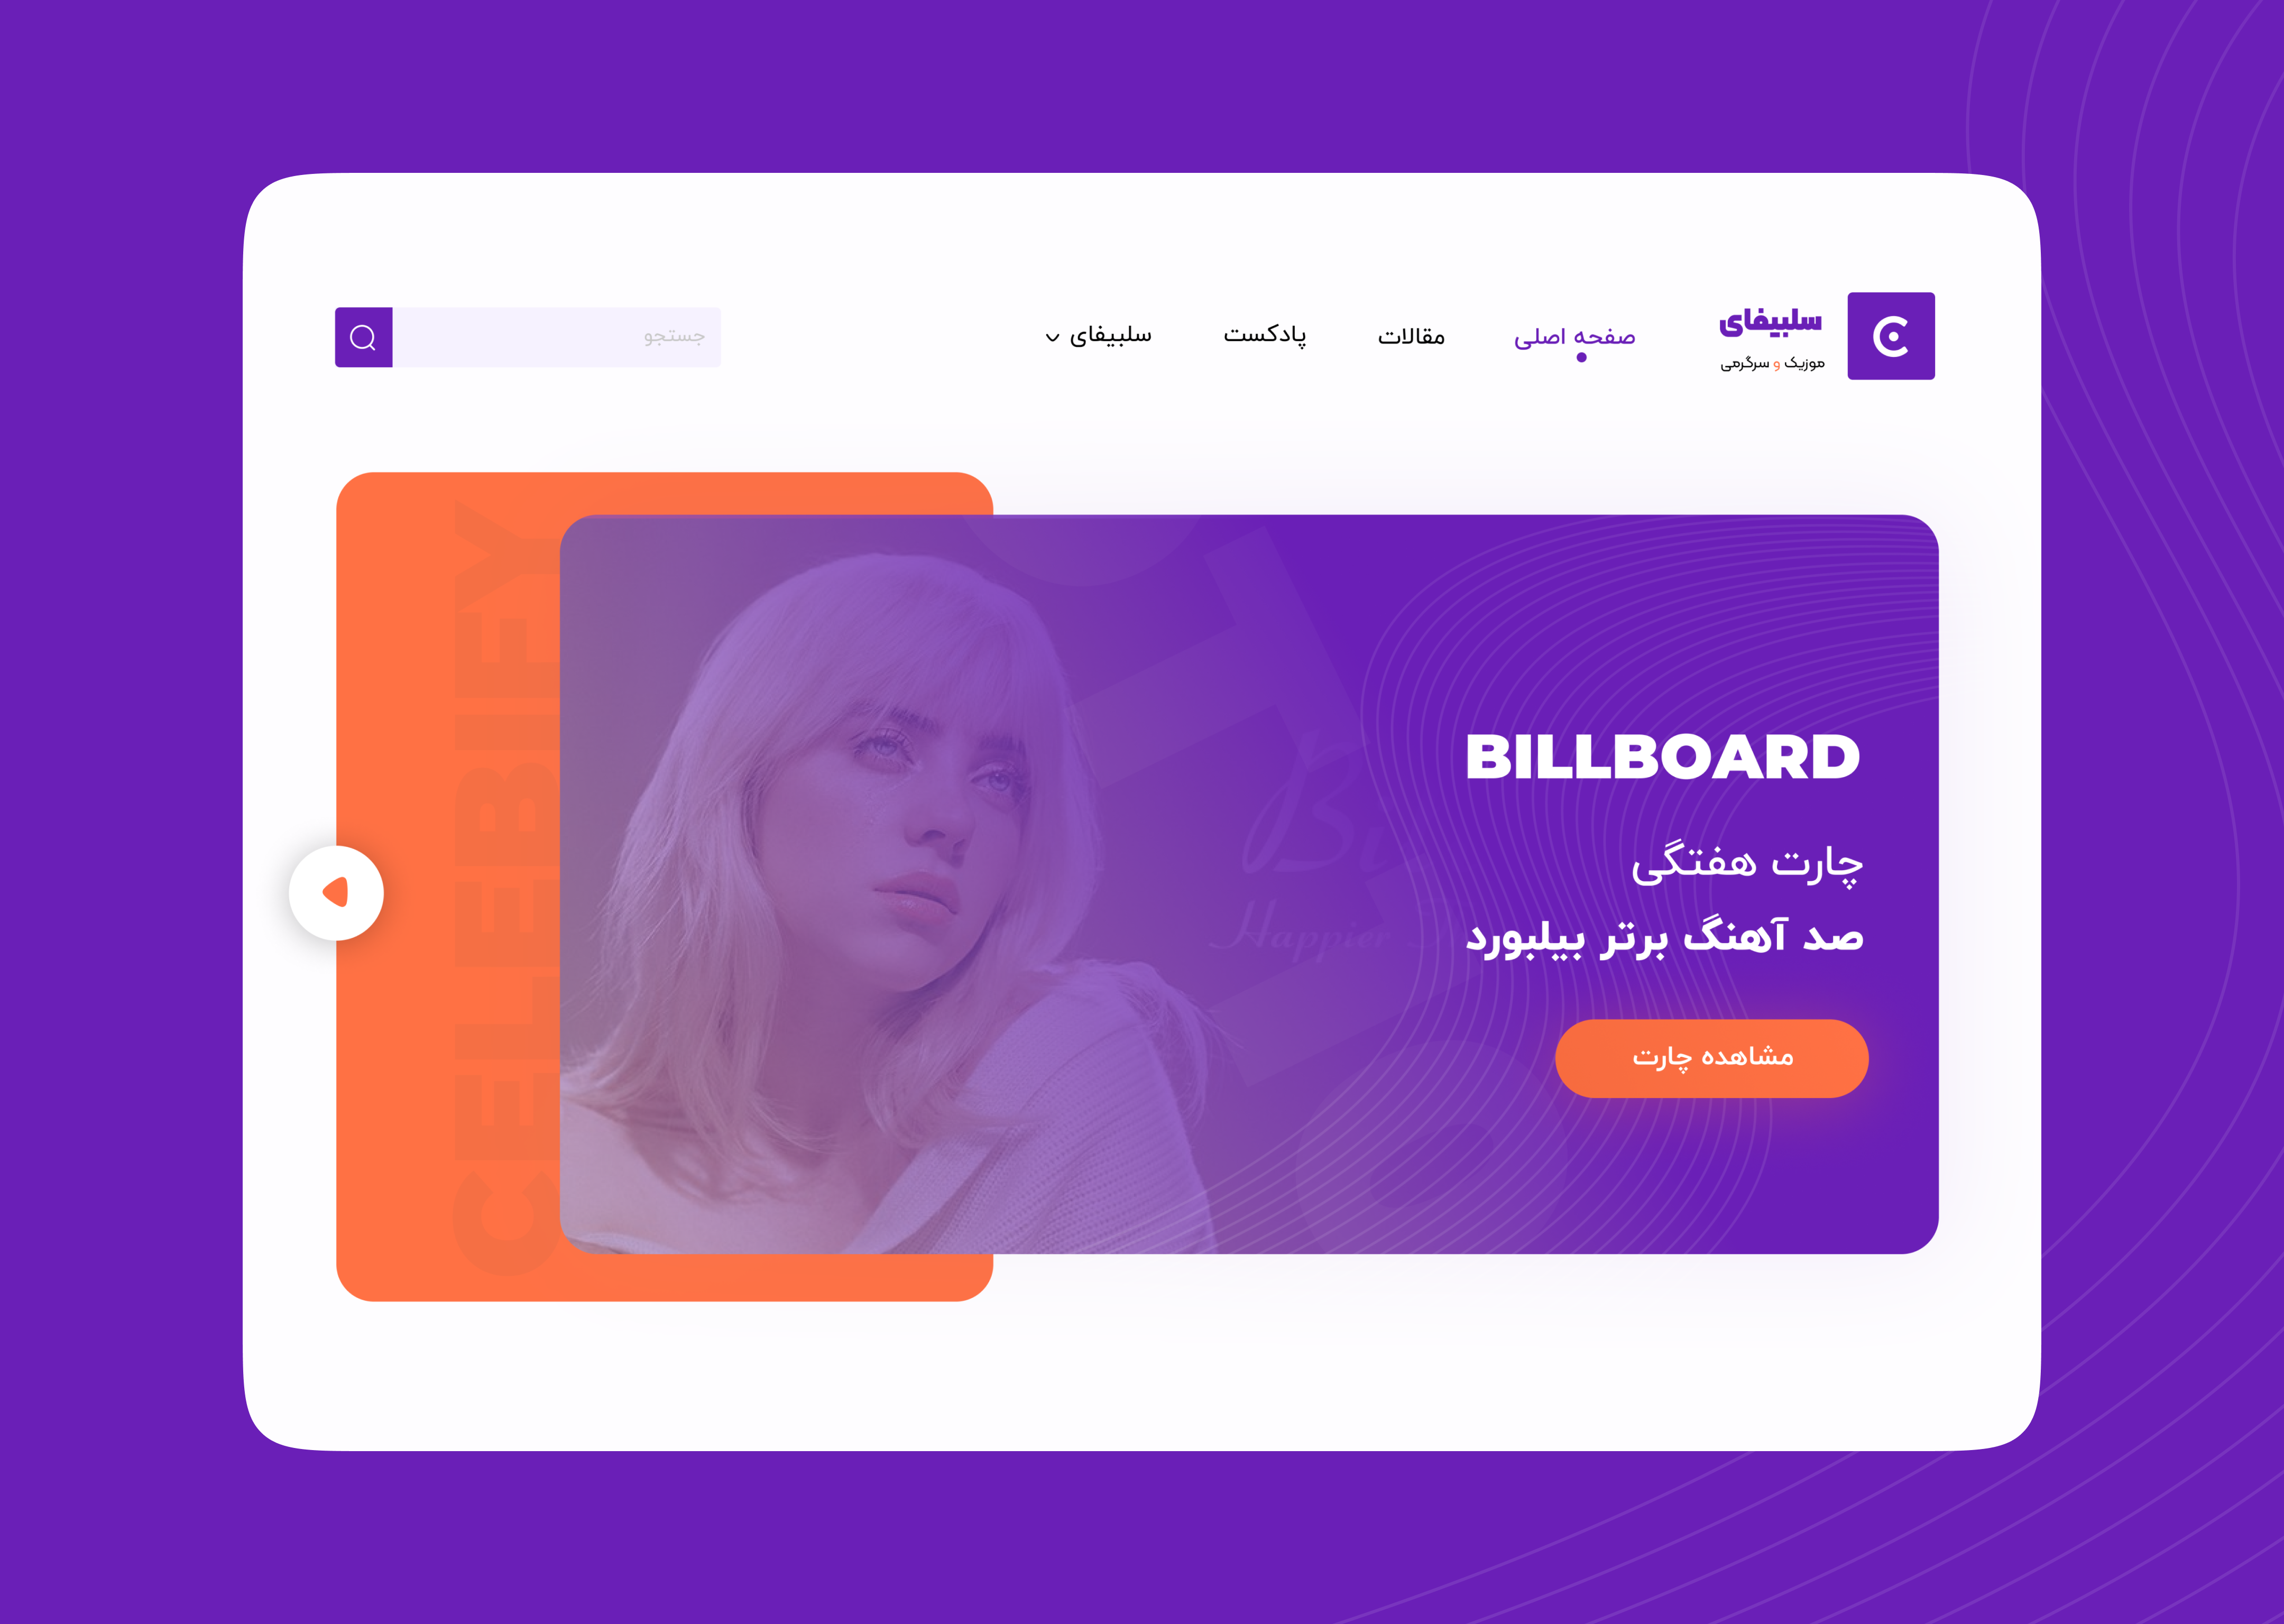 سلبیفای
موزیک و سرگرمی
صفحه اصلی
مقالات
پادکست
سلبیفای
جستجو
CELEBIFY
BILLBOARD
چارت هفتگی
صد آهنگ برتر بیلبورد
مشاهده چارت
Happier